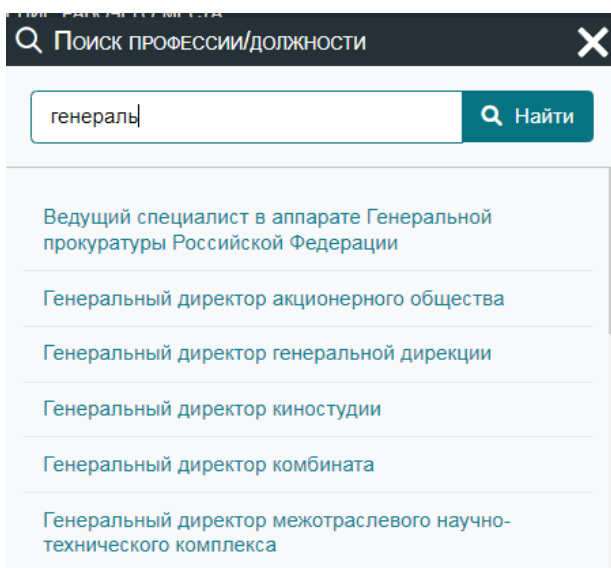 Поиск профессии/должности
генераль
Найти
Ведущий специалист в аппарате Генеральной
прокуратуры Российской Федерации
Генеральный директор акционерного общества
Генеральный директор генеральной дирекции
Генеральный директор киностудии
Генеральный директор комбината
Генеральный директор межотраслевого научно-
технического комплекса